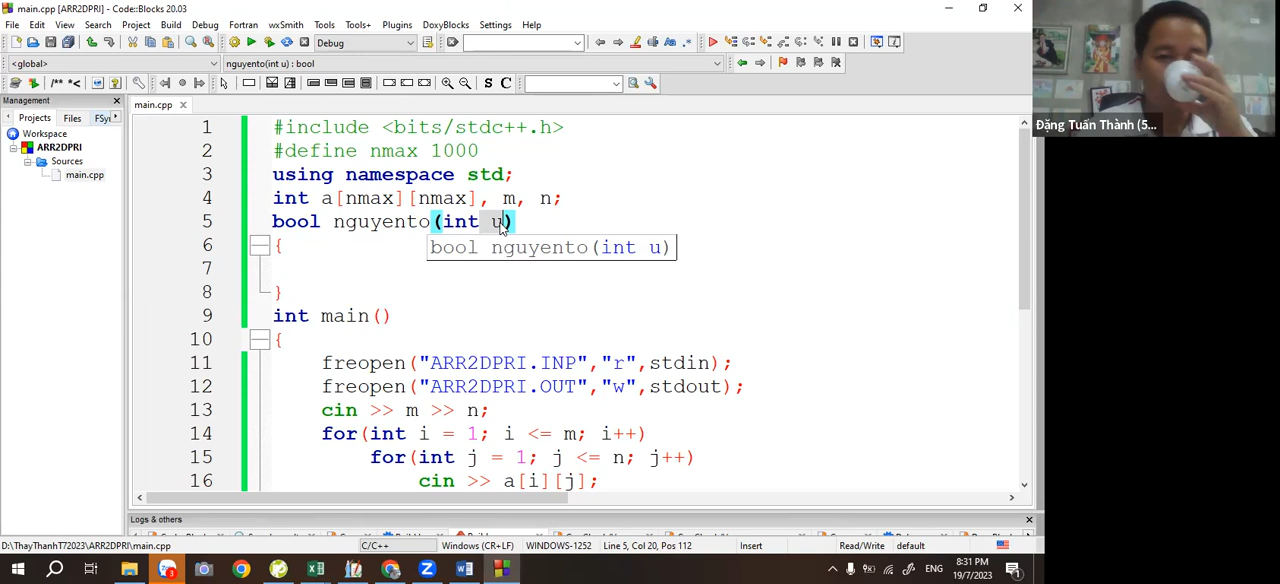 main.cpp [ARR2DPRI] - Code::Blocks 20.03
File Edit View Search Project Build Debug Fortran wxSmith Tools Tools+ Plugins DoxyBlocks Settings Help
Debug
<global> nguyento(int u) : bool
/** *<
S C
Management
main.cpp
Projects Files FSy
Workspace
ARR2DPRI
Sources
main.cpp
1 #include <bits/stdc++.h>
2 #define nmax 1000
3 using namespace std;
4 int a[nmax][nmax], m, n;
5 bool nguyento(int u)
6 {
bool nguyento(int u)
7
8 }
9 int main()
10 {
11 freopen("ARR2DPRI.INP","r",stdin);
12 freopen("ARR2DPRI.OUT","w",stdout);
13 cin >> m >> n;
14 for(int i = 1; i <= m; i++)
15 for(int j = 1; j <= n; j++)
16 cin >> a[i][j];
Logs & others
D:\ThayThanhT72023\ARR2DPRI\main.cpp C/C++ Windows (CR+LF) WINDOWS-1252 Line 5, Col 20, Pos 112 Insert Read/Write default
ENG 8:31 PM
19/7/2023
Đặng Tuấn Thành (5...